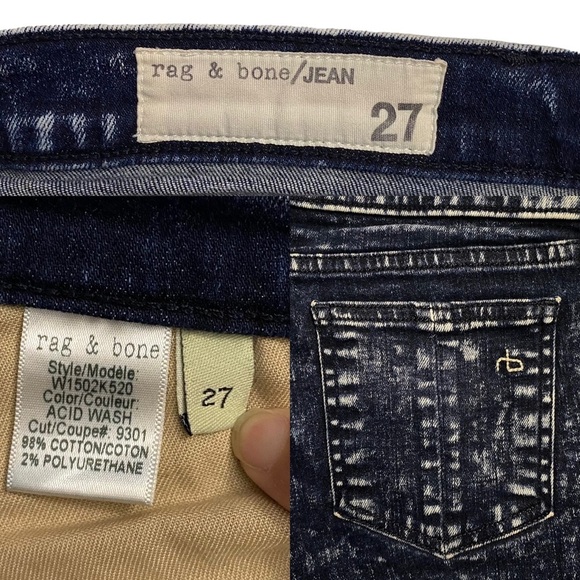 rag & bone/JEAN
27
rag & bone
Style/Modèle:
W1502K520
Color/Couleur:
ACID WASH
Cut/Coupe#: 9301
98% COTTON/COTON
2% POLYURETHANE
27
rb